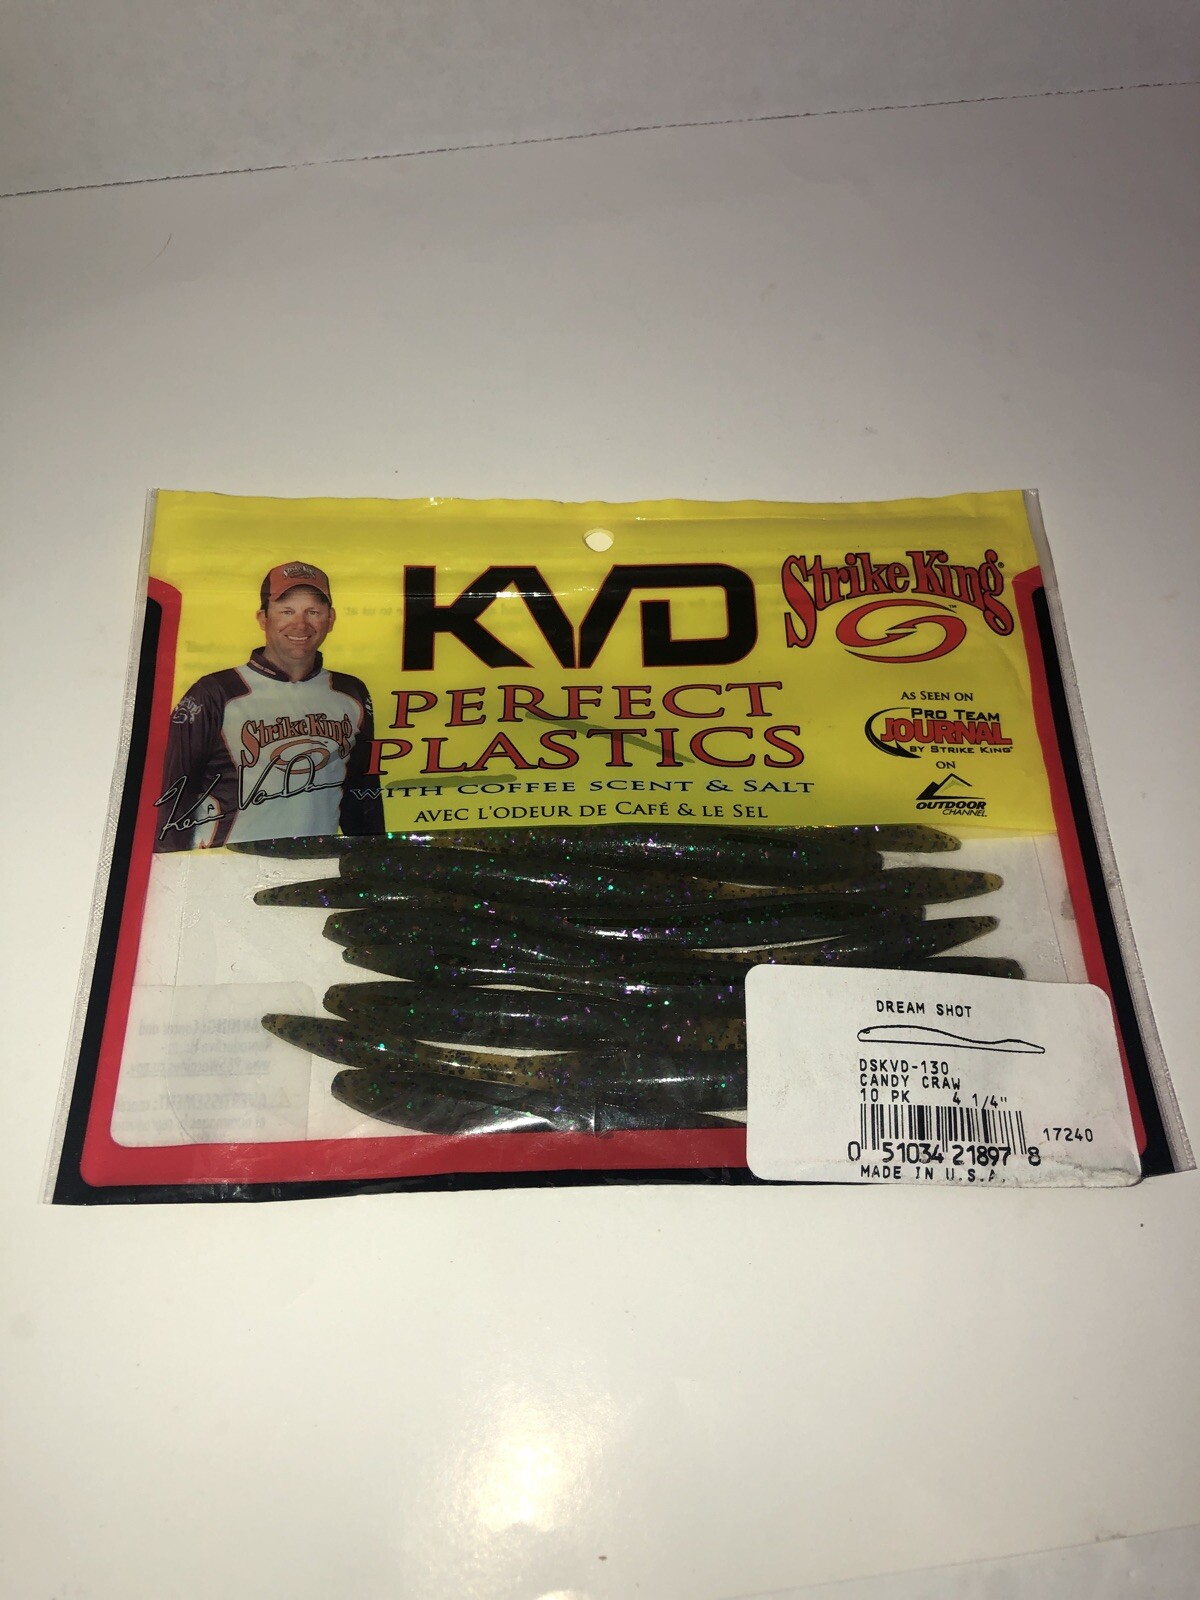 KVD
PERFECT
PLASTICS
WITH COFFEE SCENT & SALT
AVEC L'ODEUR DE CAFÉ & LE SEL
Strike King®
AS SEEN ON
PRO TEAM
JOURNAL
BY STRIKE KING
ON
OUTDOOR
CHANNEL
Strike King
Kevin VanDam
DREAM SHOT
DSKVD-130
CANDY CRAW
10 PK 4 1/4"
17240
0 51034 21897 8
MADE IN U.S.A.